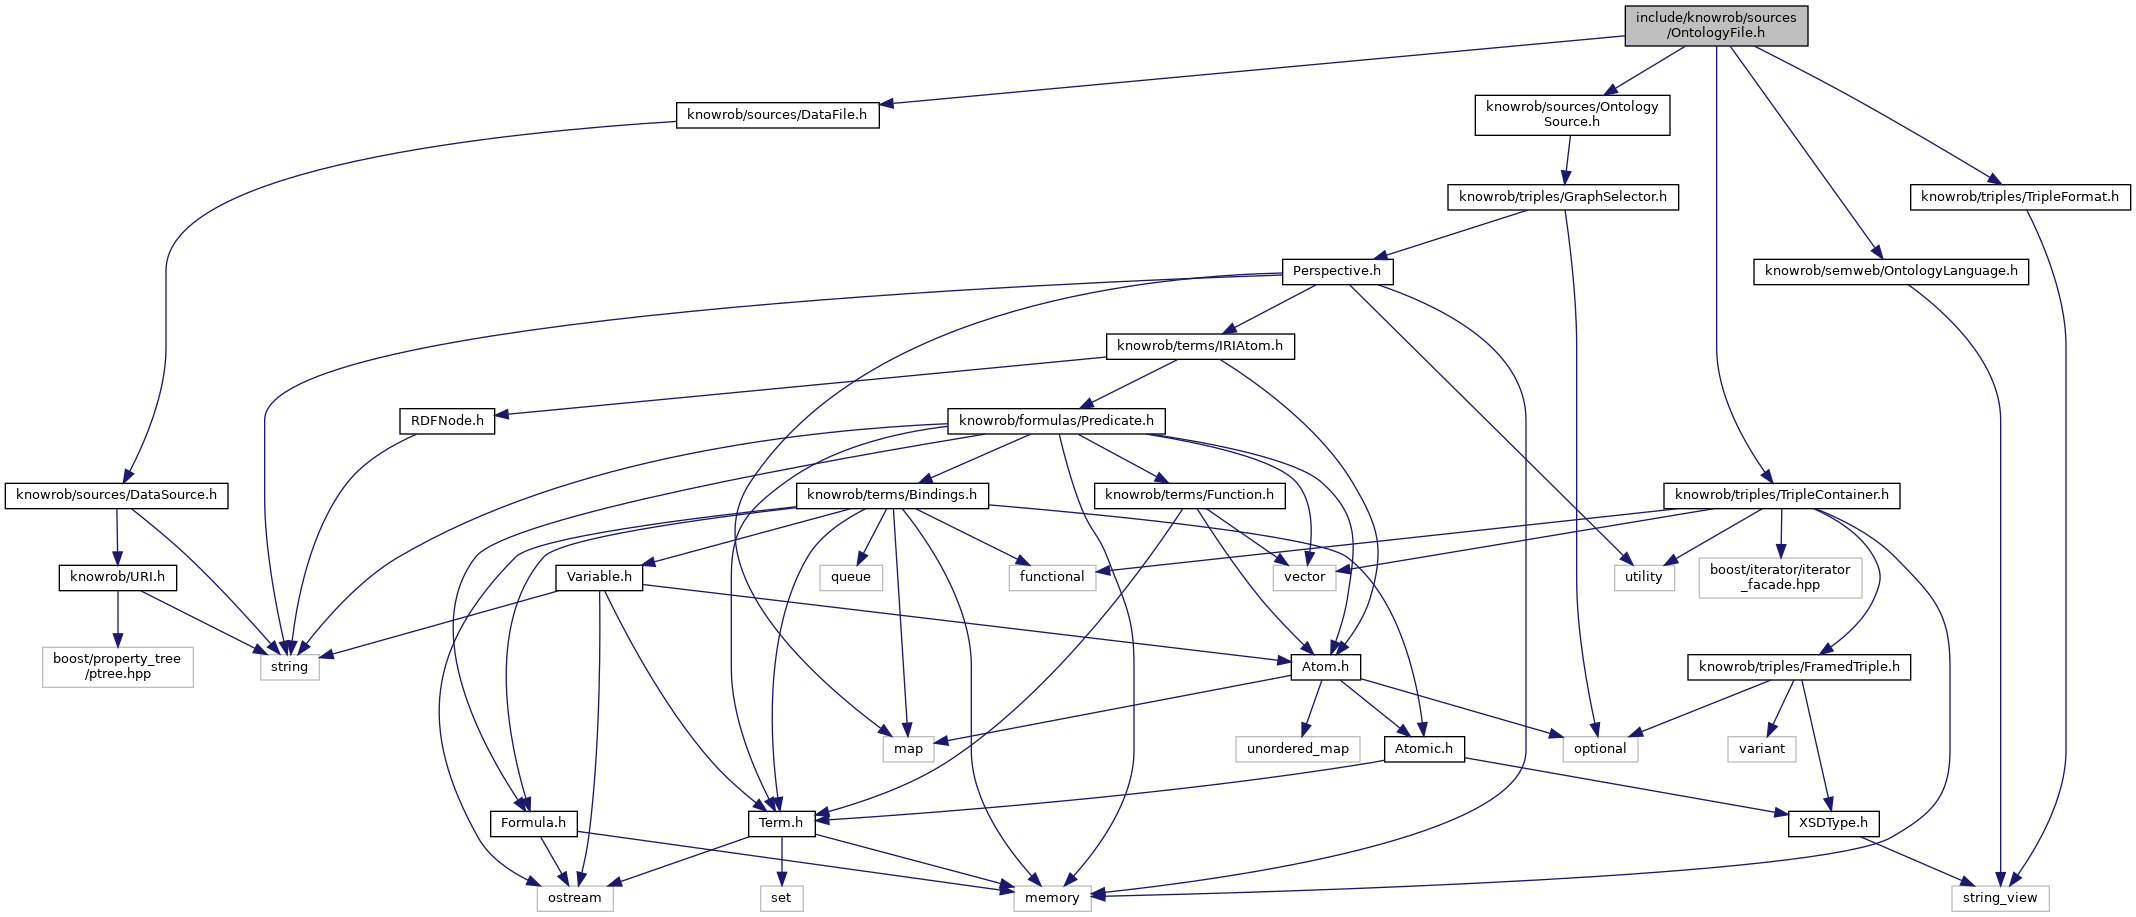 include/knowrob/sources
/OntologyFile.h
knowrob/sources/DataFile.h
knowrob/sources/Ontology
Source.h
knowrob/triples/GraphSelector.h
knowrob/triples/TripleFormat.h
Perspective.h
knowrob/semweb/OntologyLanguage.h
knowrob/terms/IRIAtom.h
RDFNode.h
knowrob/formulas/Predicate.h
knowrob/sources/DataSource.h
knowrob/terms/Bindings.h
knowrob/terms/Function.h
knowrob/triples/TripleContainer.h
knowrob/URI.h
Variable.h
queue
functional
vector
utility
boost/iterator/iterator
_facade.hpp
boost/property_tree
/ptree.hpp
string
Atom.h
knowrob/triples/FramedTriple.h
map
unordered_map
Atomic.h
optional
variant
Formula.h
Term.h
XSDType.h
ostream
set
memory
string_view